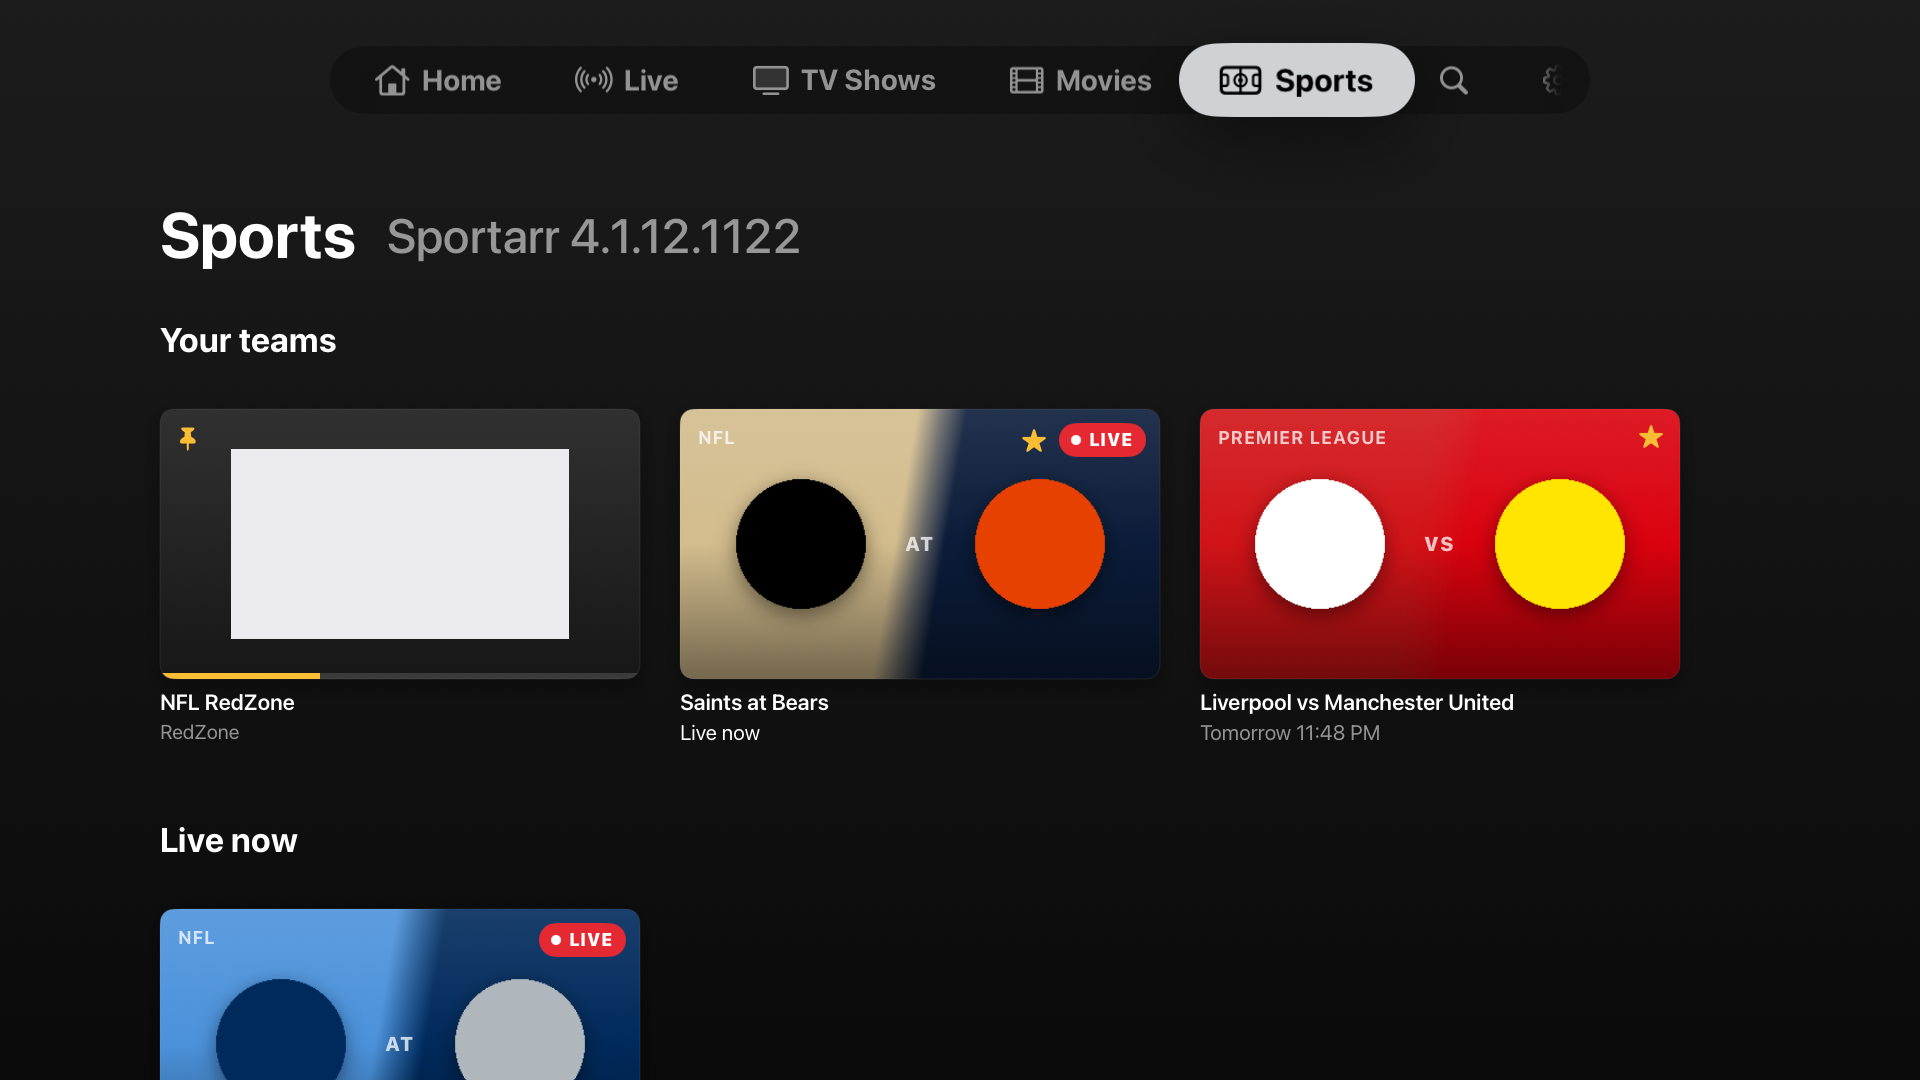 Home
Live
TV Shows
Movies
Sports
Sports
Sportarr 4.1.12.1122
Your teams
NFL RedZone
RedZone
NFL
LIVE
AT
Saints at Bears
Live now
PREMIER LEAGUE
VS
Liverpool vs Manchester United
Tomorrow 11:48 PM
Live now
NFL
LIVE
AT